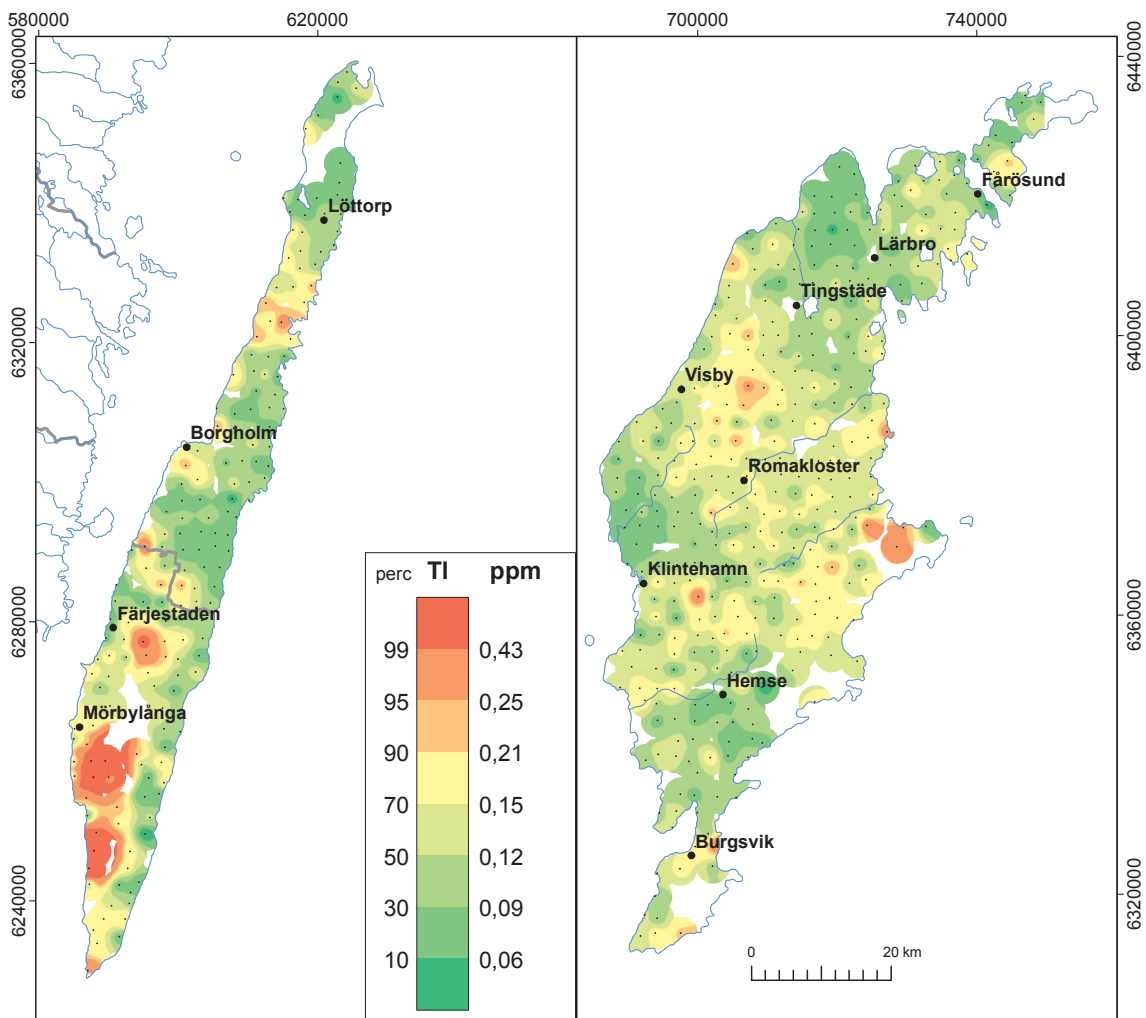 580000
620000
700000
740000
6360000
6320000
6280000
6240000
Löttorp
Borgholm
Färjestaden
Mörbylånga
perc Tl ppm
99 0,43
95 0,25
90 0,21
70 0,15
50 0,12
30 0,09
10 0,06
6440000
6400000
6360000
6320000
Fårösund
Lärbro
Tingstäde
Visby
Romakloster
Klintehamn
Hemse
Burgsvik
0 20 km